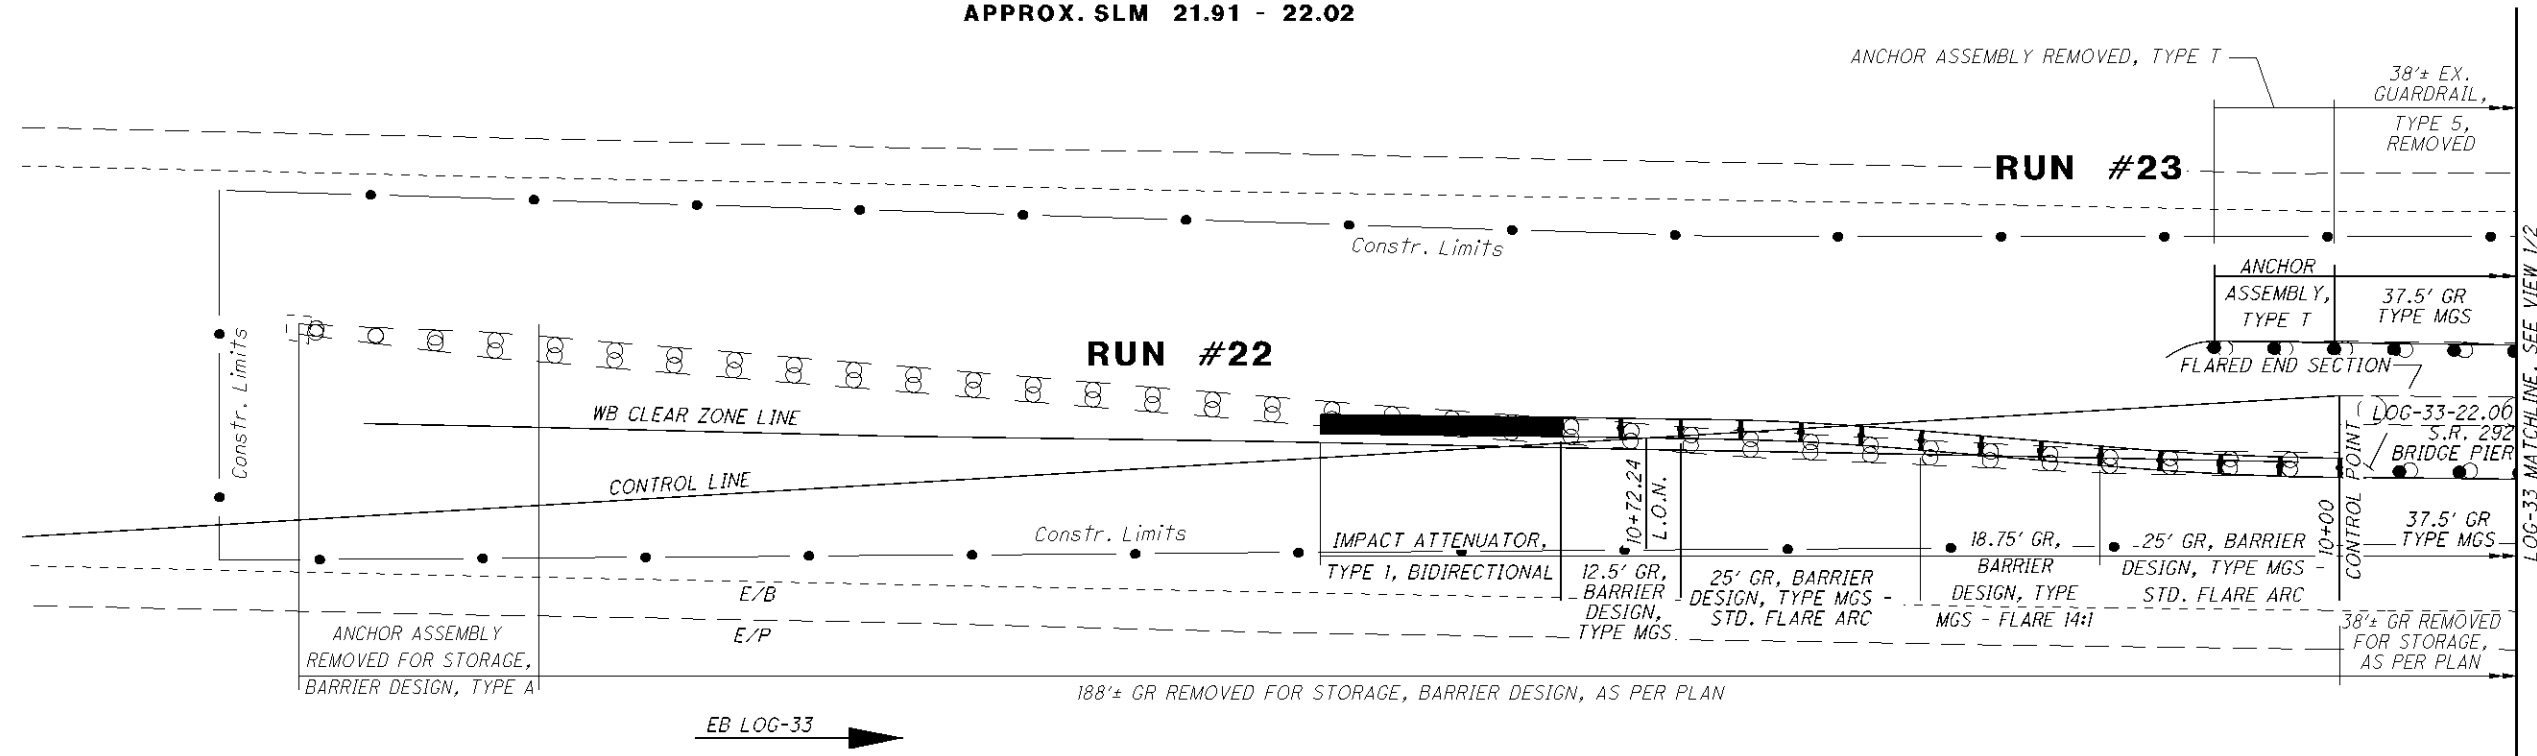 APPROX. SLM 21.91 - 22.02
ANCHOR ASSEMBLY REMOVED, TYPE T
38'± EX.
GUARDRAIL,
TYPE 5,
REMOVED
RUN #23
Constr. Limits
ANCHOR
ASSEMBLY,
TYPE T
37.5' GR
TYPE MGS
FLARED END SECTION
LOG-33 MATCHLINE, SEE VIEW 1/2
Constr. Limits
RUN #22
WB CLEAR ZONE LINE
CONTROL LINE
LOG-33-22.00
S.R. 292
BRIDGE PIER
10+00
CONTROL POINT
10+72.24
L.O.N.
Constr. Limits
IMPACT ATTENUATOR,
TYPE 1, BIDIRECTIONAL
12.5' GR,
BARRIER
DESIGN,
TYPE MGS
25' GR, BARRIER
DESIGN, TYPE MGS -
STD. FLARE ARC
18.75' GR,
BARRIER
DESIGN, TYPE
MGS - FLARE 14:1
25' GR, BARRIER
DESIGN, TYPE MGS -
STD. FLARE ARC
37.5' GR
TYPE MGS
E/B
E/P
ANCHOR ASSEMBLY
REMOVED FOR STORAGE,
BARRIER DESIGN, TYPE A
188'± GR REMOVED FOR STORAGE, BARRIER DESIGN, AS PER PLAN
38'± GR REMOVED
FOR STORAGE,
AS PER PLAN
EB LOG-33